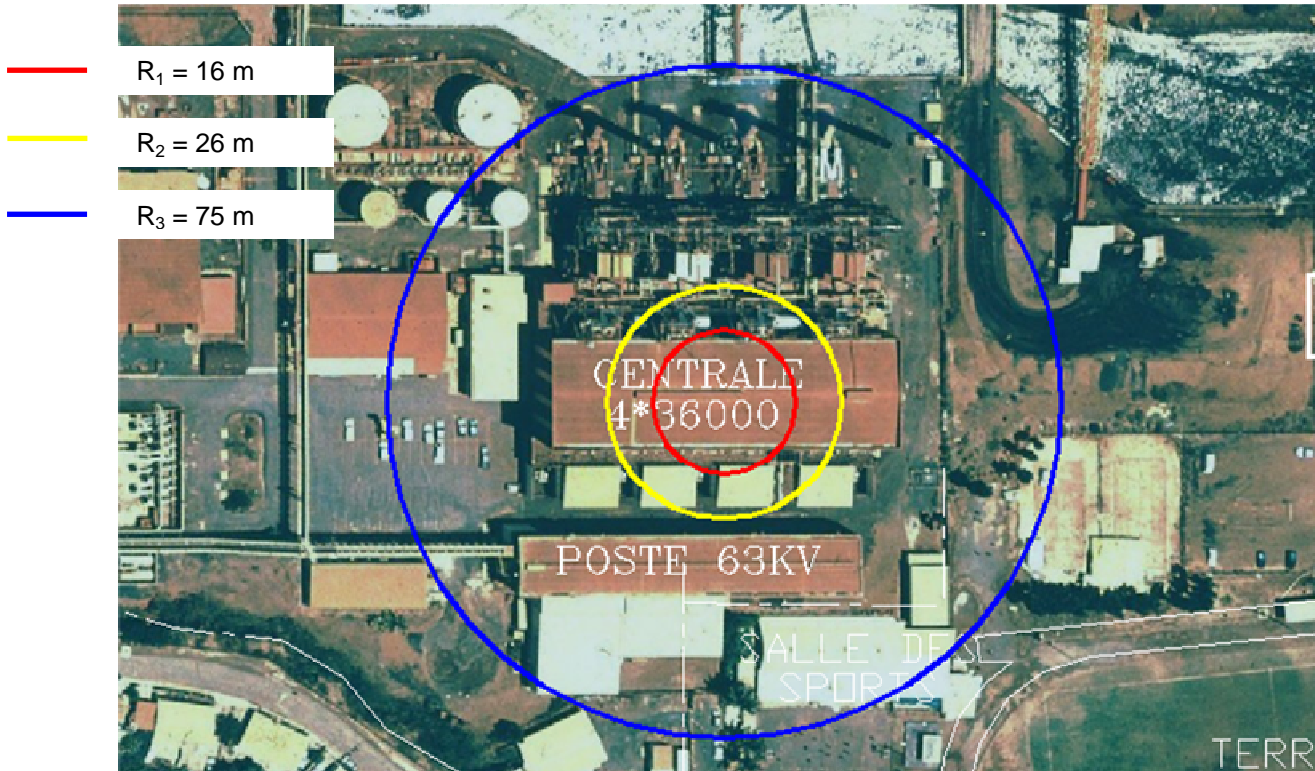 R₁ = 16 m
R₂ = 26 m
R₃ = 75 m
CENTRALE
4*36000
POSTE 63KV
SALLE DES
SPORTS
TERR